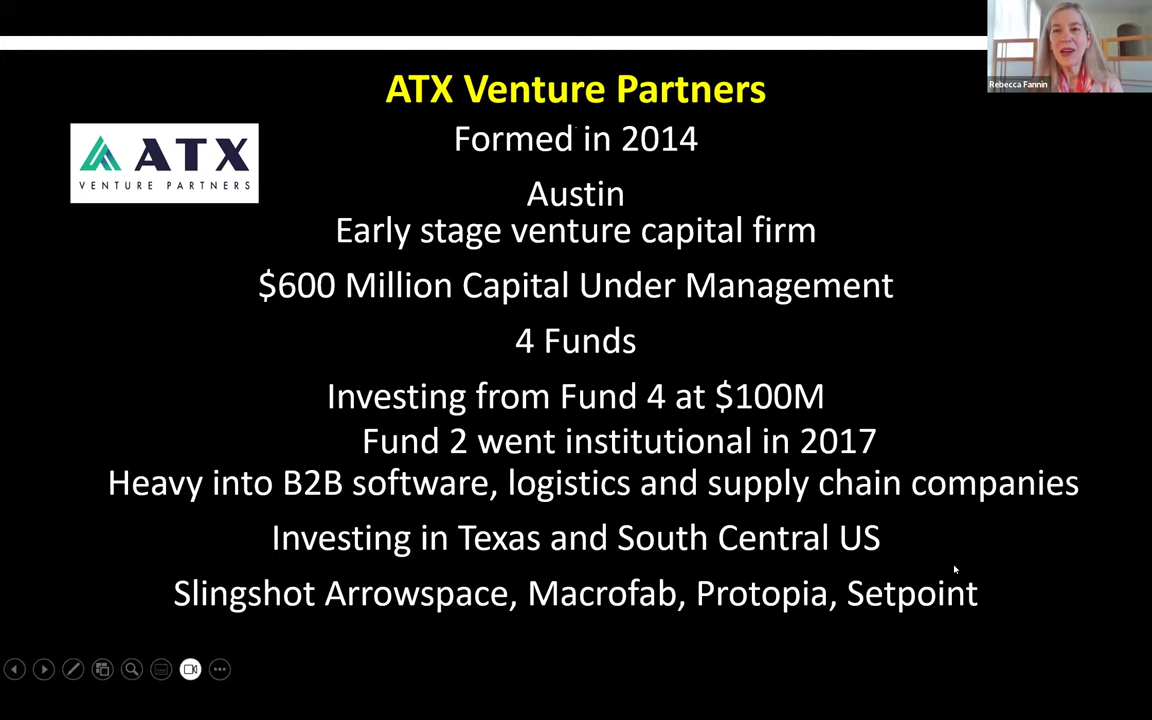 Rebecca Fannin
ATX Venture Partners
ATX
VENTURE PARTNERS
Formed in 2014
Austin
Early stage venture capital firm
$600 Million Capital Under Management
4 Funds
Investing from Fund 4 at $100M
Fund 2 went institutional in 2017
Heavy into B2B software, logistics and supply chain companies
Investing in Texas and South Central US
Slingshot Arrowspace, Macrofab, Protopia, Setpoint